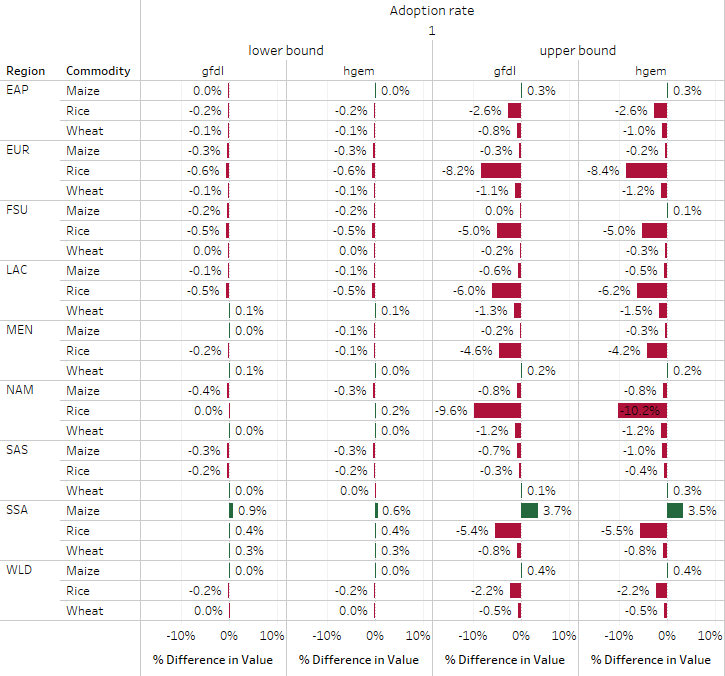 Adoption rate
1
lower bound upper bound
Region Commodity gfdl hgem gfdl hgem
EAP Maize 0.0% 0.0% 0.3% 0.3%
Rice -0.2% -0.2% -2.6% -2.6%
Wheat -0.1% -0.1% -0.8% -1.0%
EUR Maize -0.3% -0.3% -0.3% -0.2%
Rice -0.6% -0.6% -8.2% -8.4%
Wheat -0.1% -0.1% -1.1% -1.2%
FSU Maize -0.2% -0.2% 0.0% 0.1%
Rice -0.5% -0.5% -5.0% -5.0%
Wheat 0.0% 0.0% -0.2% -0.3%
LAC Maize -0.1% -0.1% -0.6% -0.5%
Rice -0.5% -0.5% -6.0% -6.2%
Wheat 0.1% 0.1% -1.3% -1.5%
MEN Maize 0.0% -0.1% -0.2% -0.3%
Rice -0.2% -0.1% -4.6% -4.2%
Wheat 0.1% 0.0% 0.2% 0.2%
NAM Maize -0.4% -0.3% -0.8% -0.8%
Rice 0.0% 0.2% -9.6% -10.2%
Wheat 0.0% 0.0% -1.2% -1.2%
SAS Maize -0.3% -0.3% -0.7% -1.0%
Rice -0.2% -0.2% -0.3% -0.4%
Wheat 0.0% 0.0% 0.1% 0.3%
SSA Maize 0.9% 0.6% 3.7% 3.5%
Rice 0.4% 0.4% -5.4% -5.5%
Wheat 0.3% 0.3% -0.8% -0.8%
WLD Maize 0.0% 0.0% 0.4% 0.4%
Rice -0.2% -0.2% -2.2% -2.2%
Wheat 0.0% 0.0% -0.5% -0.5%
-10% 0% 10% -10% 0% 10% -10% 0% 10% -10% 0% 10%
% Difference in Value % Difference in Value % Difference in Value % Difference in Value